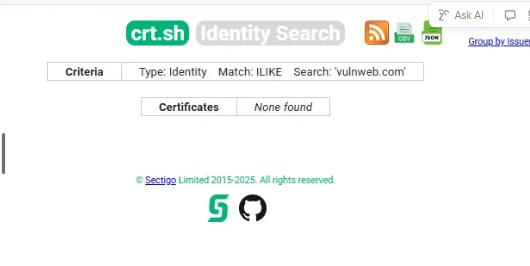 crt.sh Identity Search
CSV
JSON
Ask AI
Group by Issuer
Criteria Type: Identity Match: ILIKE Search: 'vulnweb.com'
Certificates None found
© Sectigo Limited 2015-2025. All rights reserved.